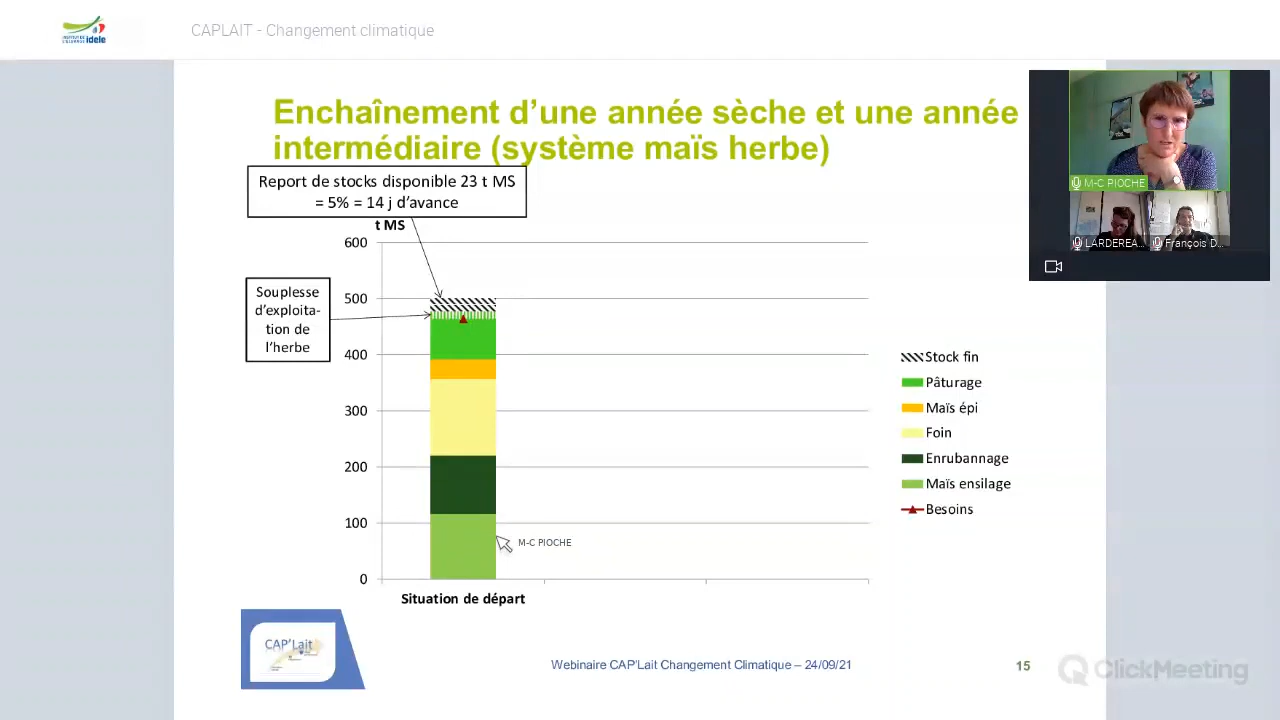 idele
CAPLAIT - Changement climatique
Enchaînement d’une année sèche et une année
intermédiaire (système maïs herbe)
Report de stocks disponible 23 t MS
= 5% = 14 j d’avance
t MS
600
500
400
300
200
100
0
Souplesse
d’exploita-
tion de
l’herbe
Situation de départ
M-C PIOCHE
Stock fin
Pâturage
Maïs épi
Foin
Enrubannage
Maïs ensilage
Besoins
M-C PIOCHE
LARDEREA...
François D...
CAP'Lait
Webinaire CAP’Lait Changement Climatique – 24/09/21
15
ClickMeeting